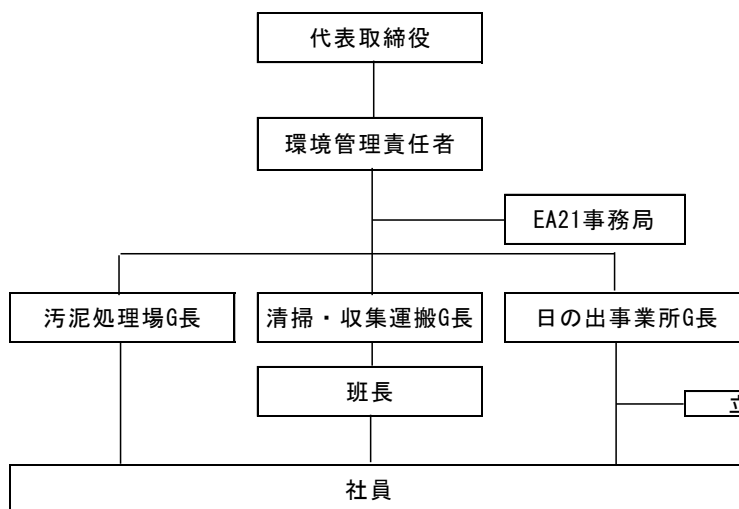 代表取締役
環境管理責任者
EA21事務局
汚泥処理場G長
清掃・収集運搬G長
日の出事業所G長
班長
社員